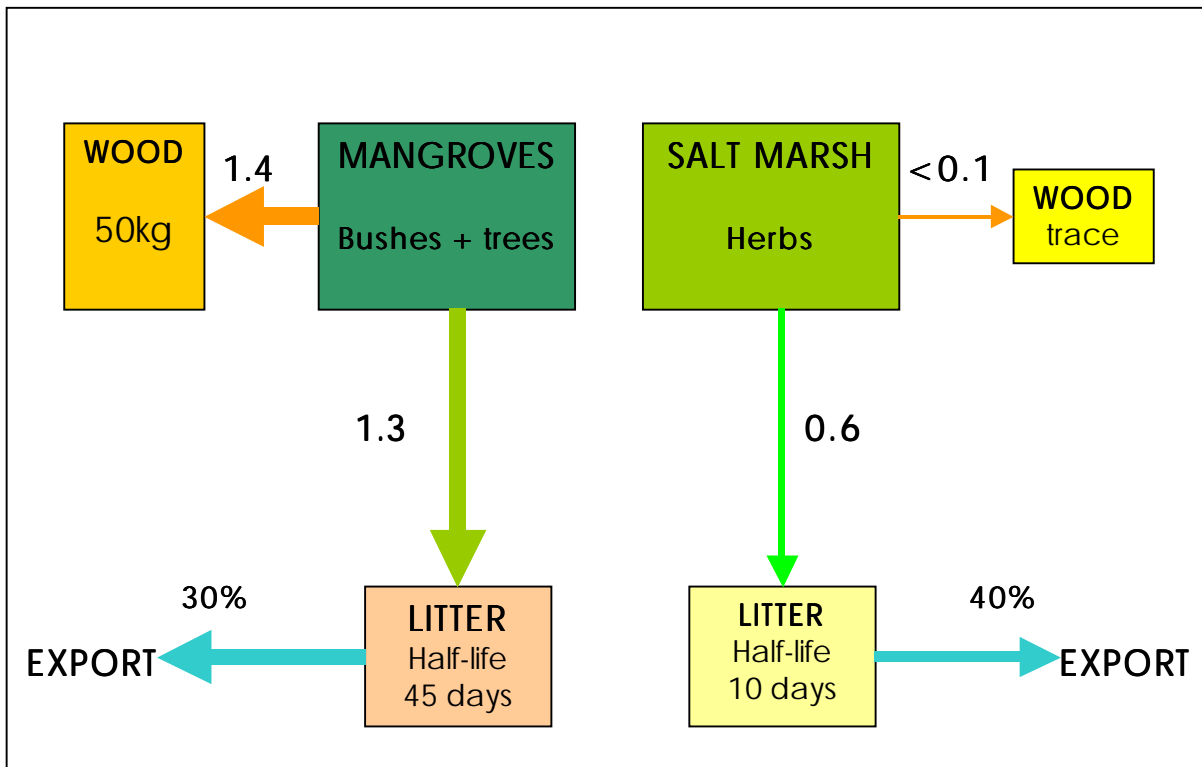 WOOD
50kg
1.4
MANGROVES
Bushes + trees
SALT MARSH
Herbs
<0.1
WOOD
trace
1.3
0.6
30%
EXPORT
LITTER
Half-life
45 days
LITTER
Half-life
10 days
40%
EXPORT